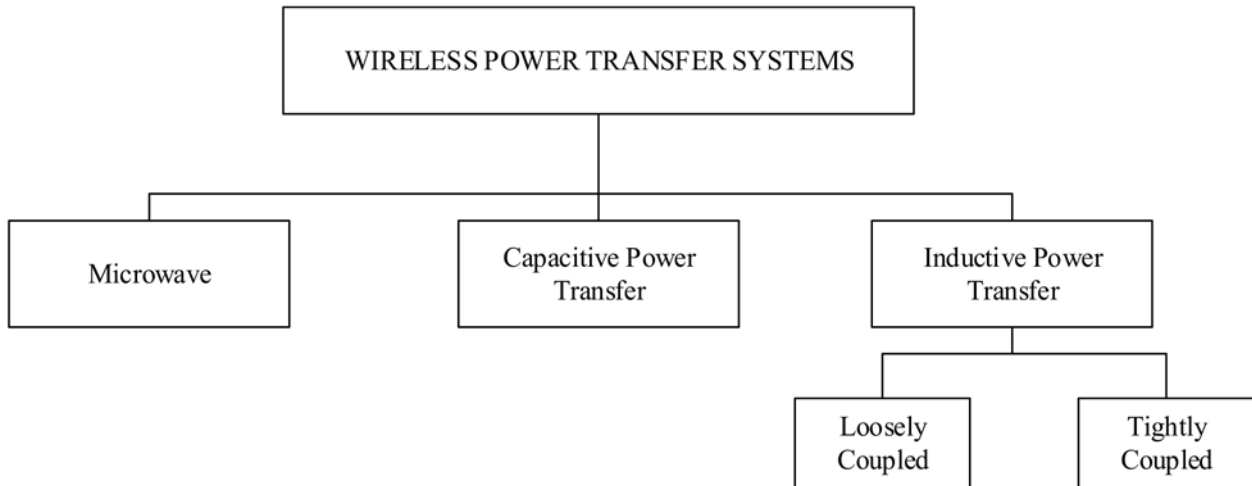 WIRELESS POWER TRANSFER SYSTEMS
Microwave
Capacitive Power
Transfer
Inductive Power
Transfer
Loosely
Coupled
Tightly
Coupled